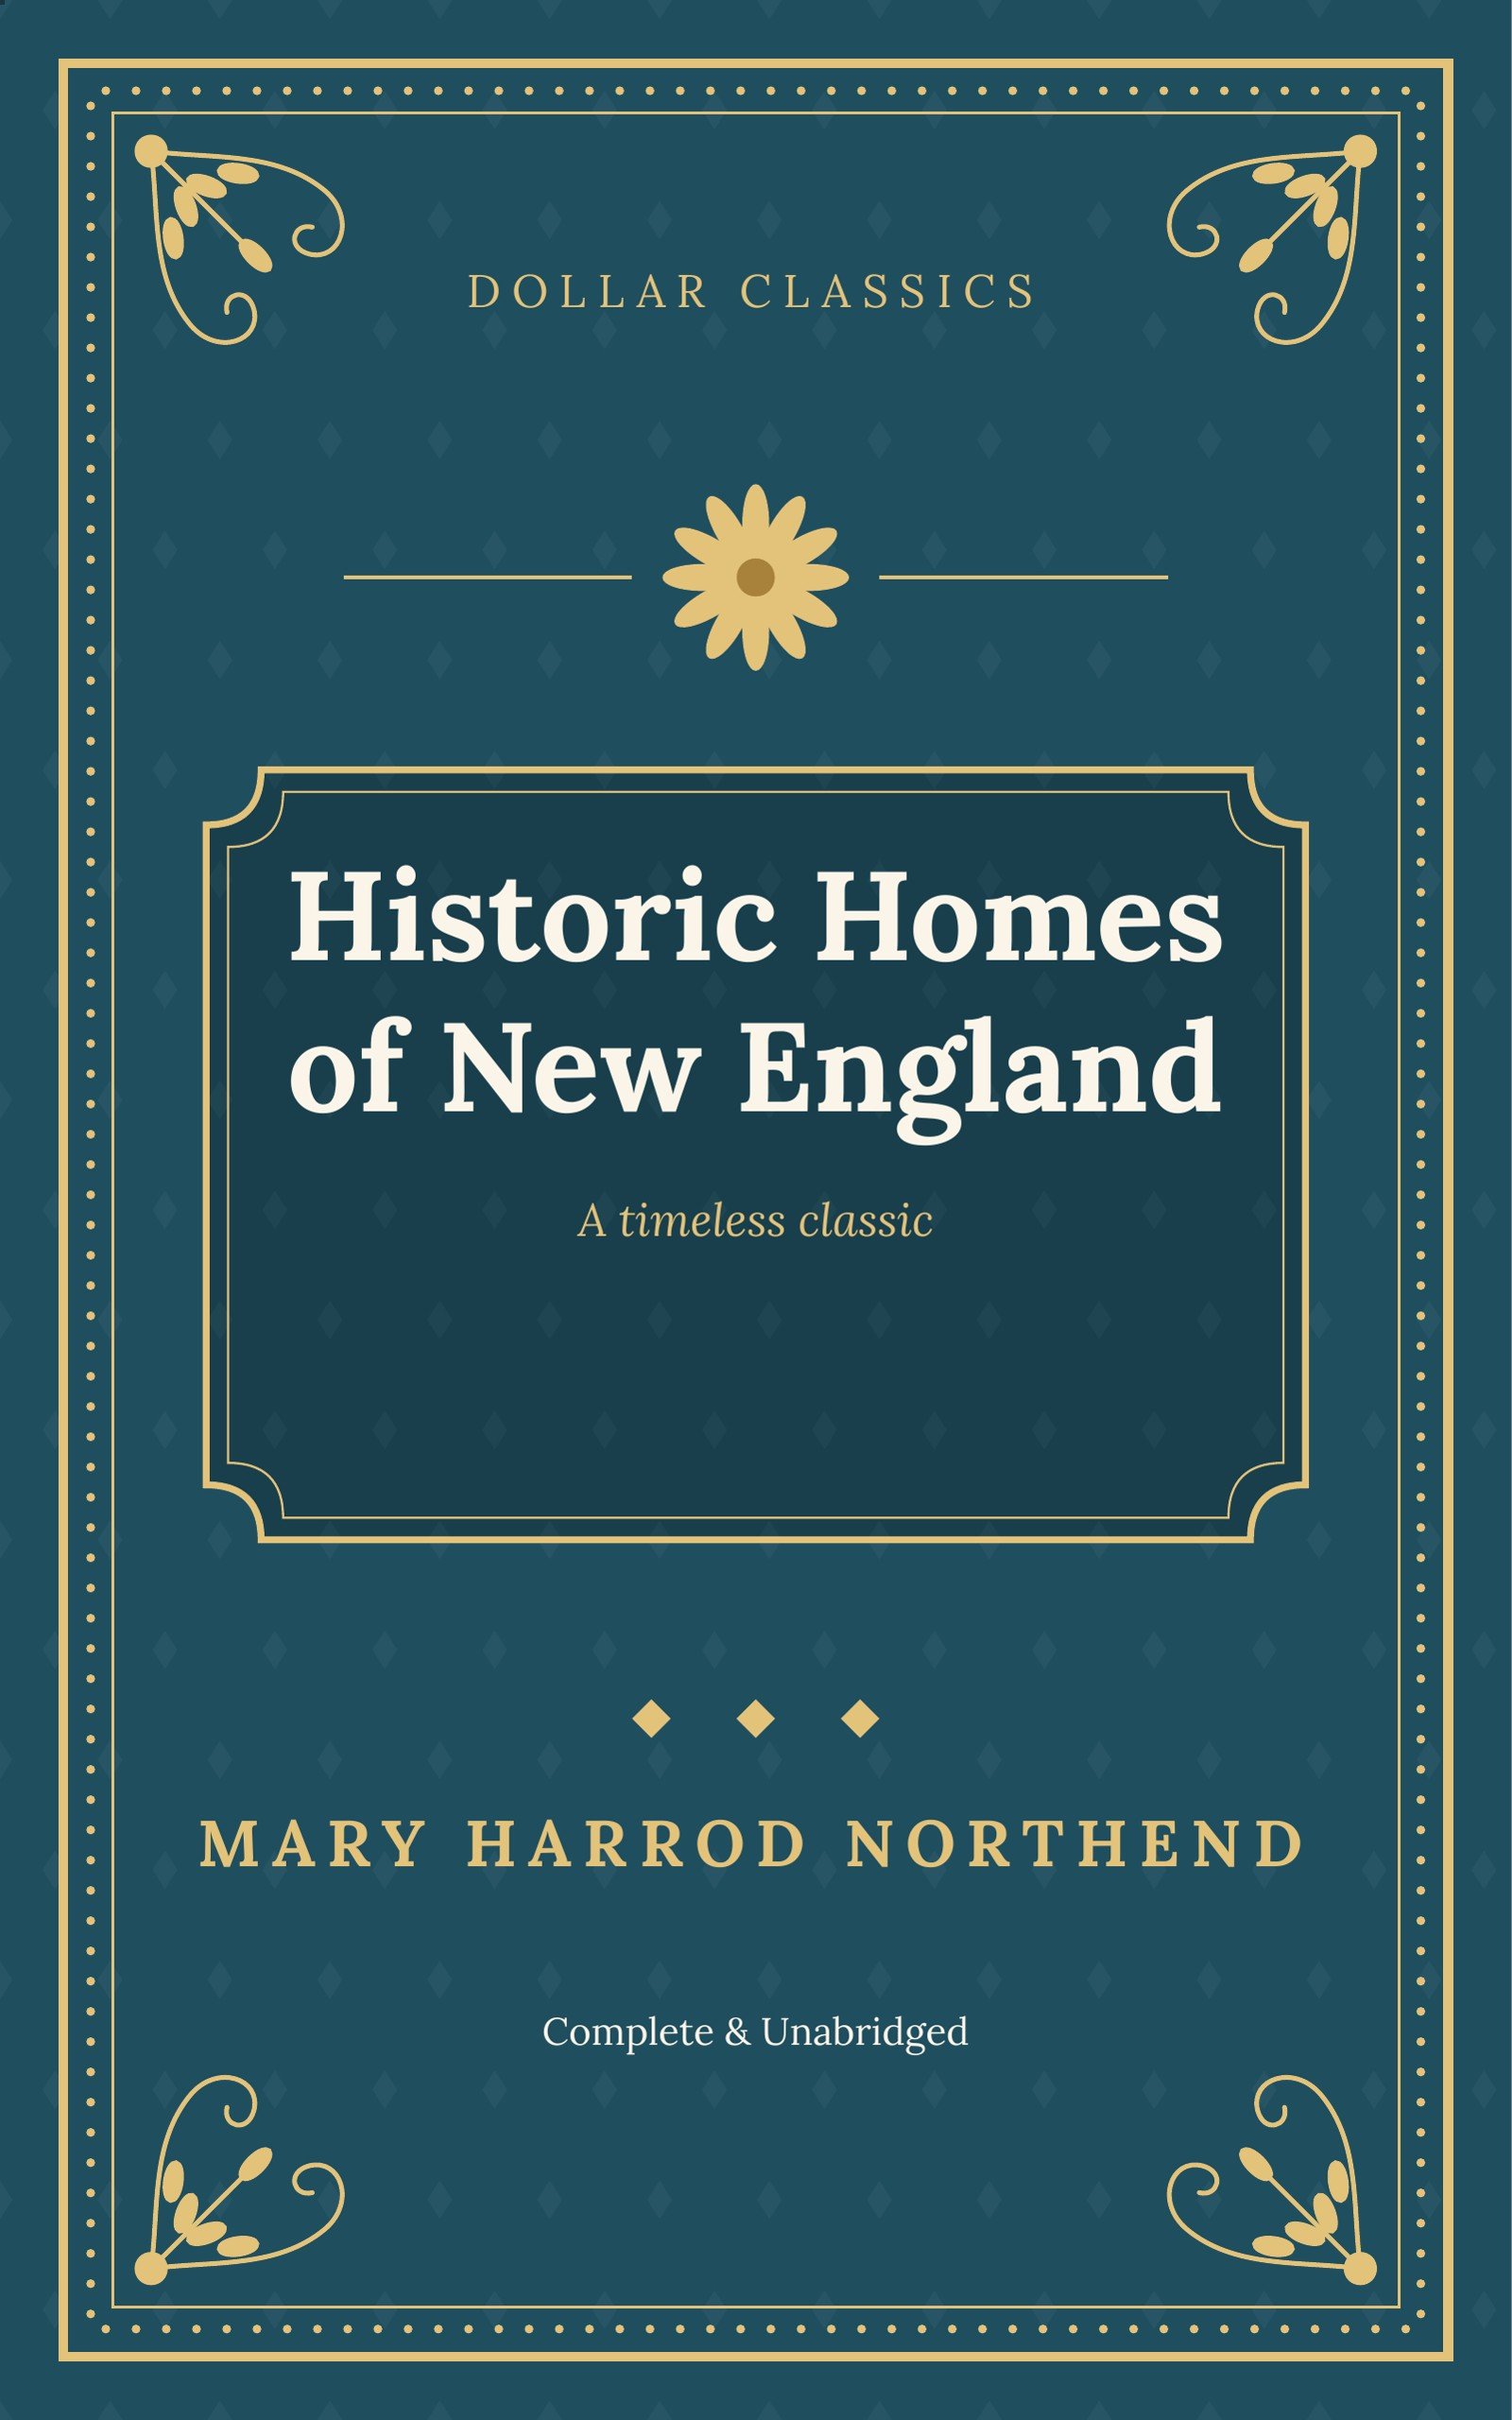 DOLLAR CLASSICS
Historic Homes
of New England
A timeless classic
MARY HARROD NORTHEND
Complete & Unabridged